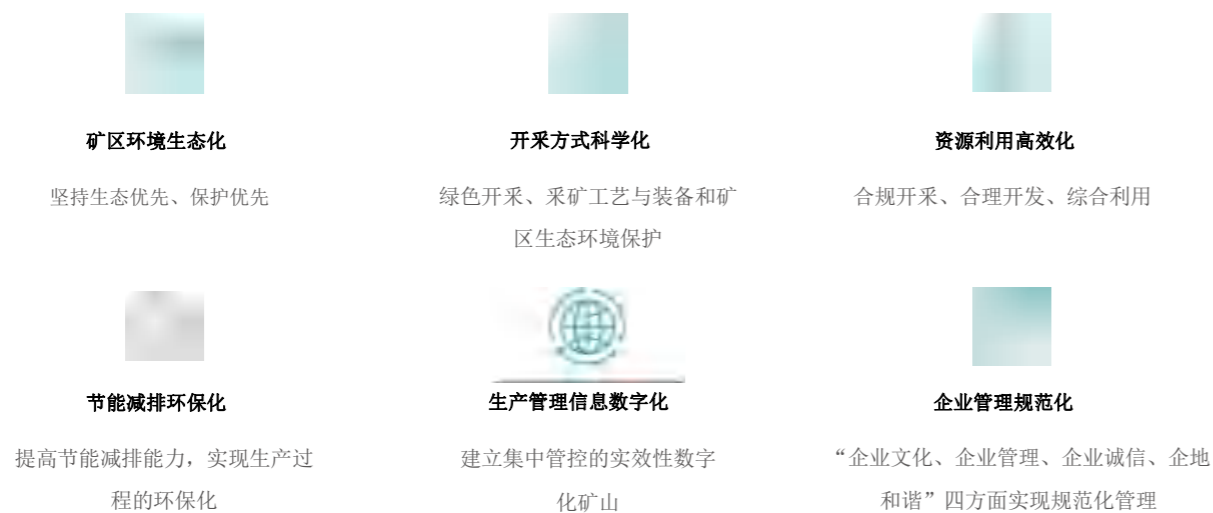 矿区环境生态化
坚持生态优先、保护优先
开采方式科学化
绿色开采、采矿工艺与装备和矿
区生态环境保护
资源利用高效化
合规开采、合理开发、综合利用
节能减排环保化
提高节能减排能力，实现生产过
程的环保化
生产管理信息数字化
建立集中管控的实效性数字
化矿山
企业管理规范化
“企业文化、企业管理、企业诚信、企地
和谐”四方面实现规范化管理